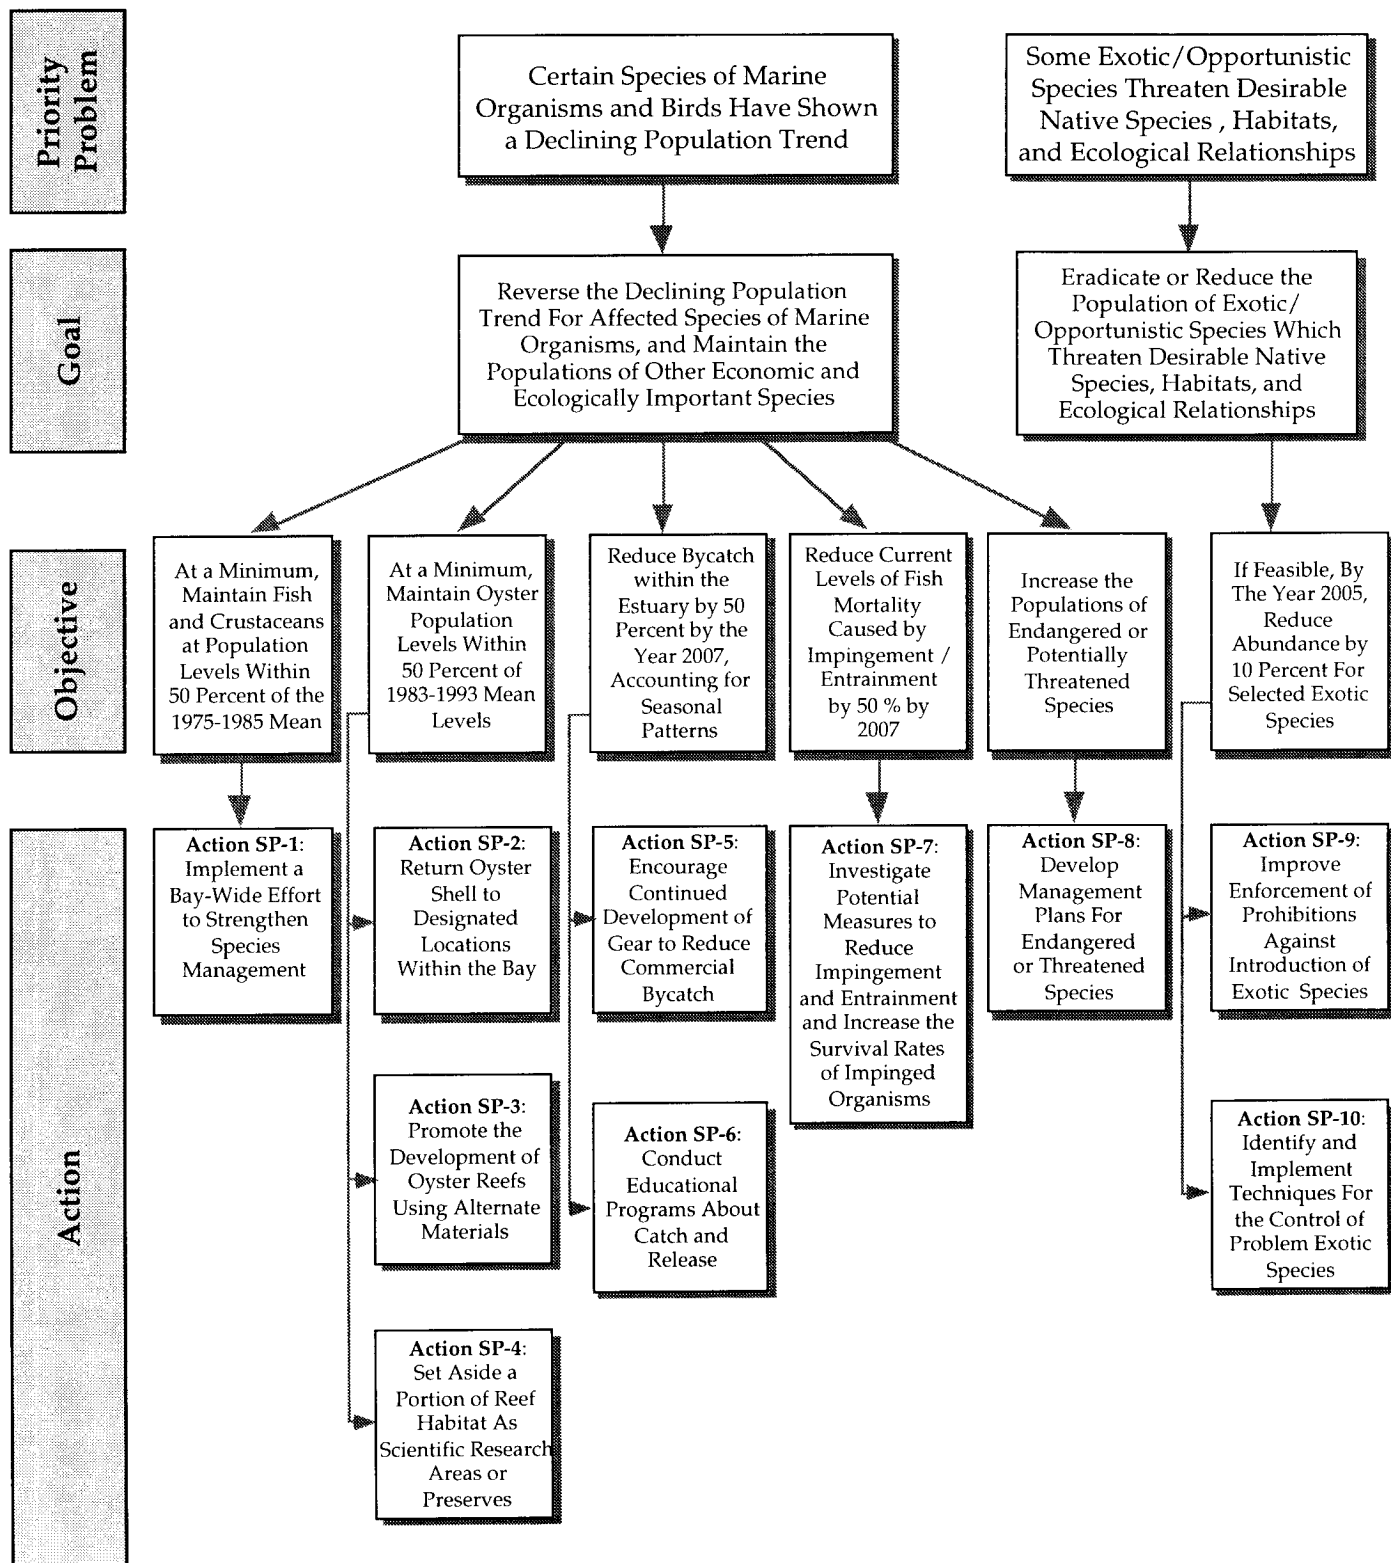 Priority
Problem
Certain Species of Marine
Organisms and Birds Have Shown
a Declining Population Trend
Some Exotic/Opportunistic
Species Threaten Desirable
Native Species , Habitats,
and Ecological Relationships
Goal
Reverse the Declining Population
Trend For Affected Species of Marine
Organisms, and Maintain the
Populations of Other Economic and
Ecologically Important Species
Eradicate or Reduce the
Population of Exotic/
Opportunistic Species Which
Threaten Desirable Native
Species, Habitats, and
Ecological Relationships
Objective
At a Minimum,
Maintain Fish
and Crustaceans
at Population
Levels Within
50 Percent of the
1975-1985 Mean
At a Minimum,
Maintain Oyster
Population
Levels Within
50 Percent of
1983-1993 Mean
Levels
Reduce Bycatch
within the
Estuary by 50
Percent by the
Year 2007,
Accounting for
Seasonal
Patterns
Reduce Current
Levels of Fish
Mortality
Caused by
Impingement /
Entrainment
by 50 % by
2007
Increase the
Populations of
Endangered or
Potentially
Threatened
Species
If Feasible, By
The Year 2005,
Reduce
Abundance by
10 Percent For
Selected Exotic
Species
Action
Action SP-1:
Implement a
Bay-Wide Effort
to Strengthen
Species
Management
Action SP-2:
Return Oyster
Shell to
Designated
Locations
Within the Bay
Action SP-3:
Promote the
Development of
Oyster Reefs
Using Alternate
Materials
Action SP-4:
Set Aside a
Portion of Reef
Habitat As
Scientific Research
Areas or
Preserves
Action SP-5:
Encourage
Continued
Development of
Gear to Reduce
Commercial
Bycatch
Action SP-6:
Conduct
Educational
Programs About
Catch and
Release
Action SP-7:
Investigate
Potential
Measures to
Reduce
Impingement
and Entrainment
and Increase the
Survival Rates
of Impinged
Organisms
Action SP-8:
Develop
Management
Plans For
Endangered
or Threatened
Species
Action SP-9:
Improve
Enforcement of
Prohibitions
Against
Introduction of
Exotic Species
Action SP-10:
Identify and
Implement
Techniques For
the Control of
Problem Exotic
Species